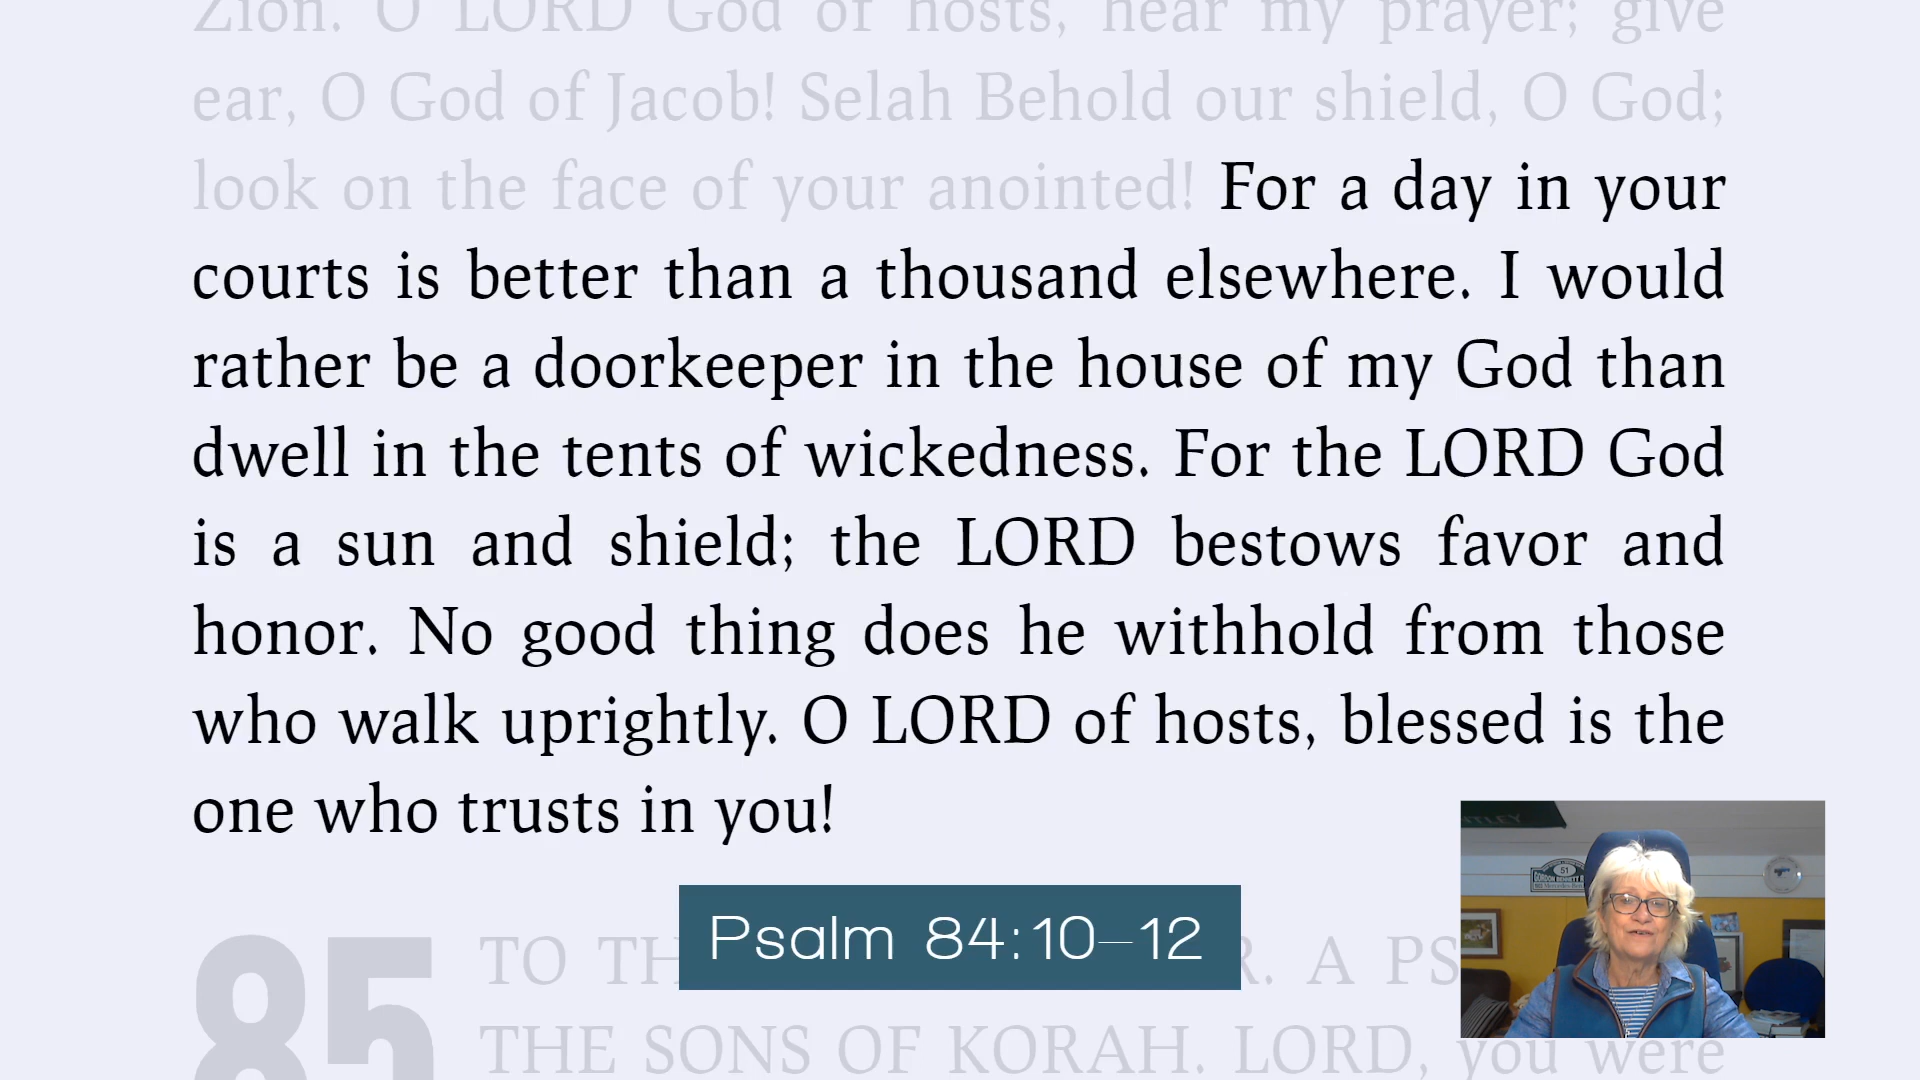 Zion. O LORD God of hosts, hear my prayer; give
ear, O God of Jacob! Selah Behold our shield, O God;
look on the face of your anointed! For a day in your
courts is better than a thousand elsewhere. I would
rather be a doorkeeper in the house of my God than
dwell in the tents of wickedness. For the LORD God
is a sun and shield; the LORD bestows favor and
honor. No good thing does he withhold from those
who walk uprightly. O LORD of hosts, blessed is the
one who trusts in you!
Psalm 84:10–12
85
TO TH R. A PS
THE SONS OF KORAH. LORD, you were
51
GORDON BENNETT